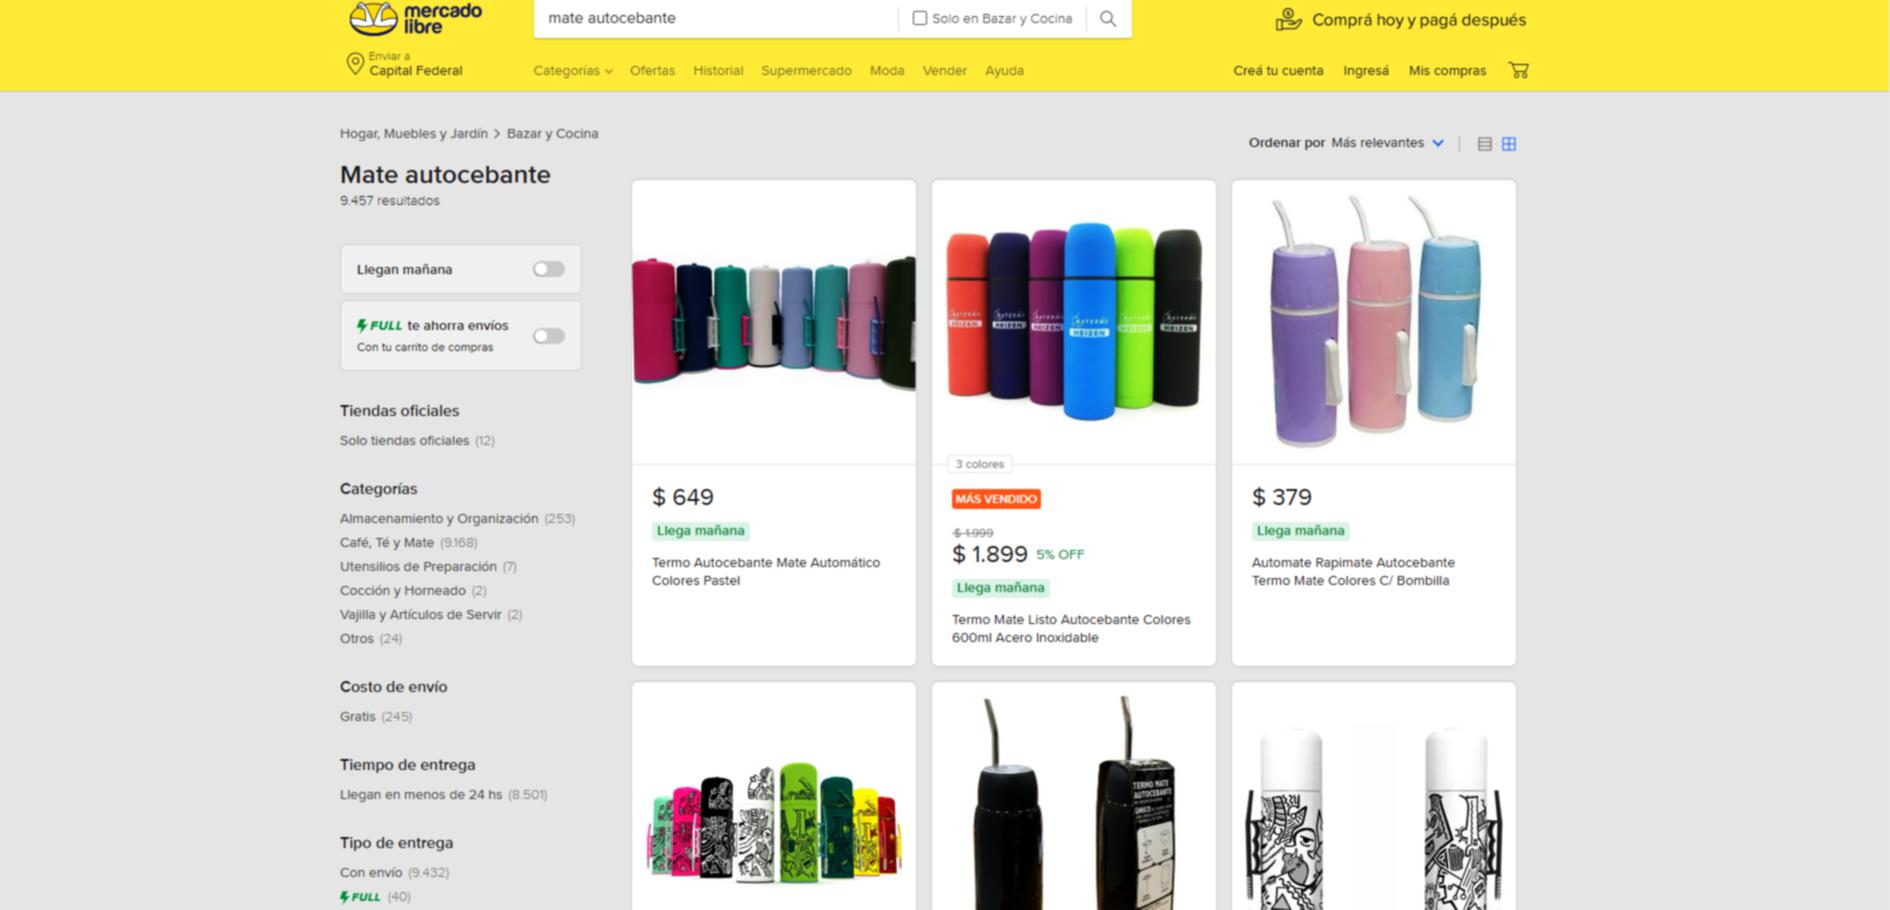 mercado
libre
mate autocebante
Solo en Bazar y Cocina
Comprá hoy y pagá después
Enviar a
Capital Federal
Categorías Ofertas Historial Supermercado Moda Vender Ayuda
Creá tu cuenta Ingresá Mis compras
Hogar, Muebles y Jardín > Bazar y Cocina
Ordenar por Más relevantes
Mate autocebante
9.457 resultados
Llegan mañana
FULL te ahorra envíos
Con tu carrito de compras
Tiendas oficiales
Solo tiendas oficiales (12)
Categorías
Almacenamiento y Organización (253)
Café, Té y Mate (9.168)
Utensilios de Preparación (7)
Cocción y Horneado (2)
Vajilla y Artículos de Servir (2)
Otros (24)
Costo de envío
Gratis (245)
Tiempo de entrega
Llegan en menos de 24 hs (8.501)
Tipo de entrega
Con envío (9.432)
FULL (40)
$ 649
Llega mañana
Termo Autocebante Mate Automático
Colores Pastel
HEIZEN
HEIZEN
HEIZEN
HEIZEN
HEIZEN
HEIZEN
3 colores
MÁS VENDIDO
$ 1.999
$ 1.899 5% OFF
Llega mañana
Termo Mate Listo Autocebante Colores
600ml Acero Inoxidable
$ 379
Llega mañana
Automate Rapimate Autocebante
Termo Mate Colores C/ Bombilla
TERMO MATE
AUTOCEBANTE